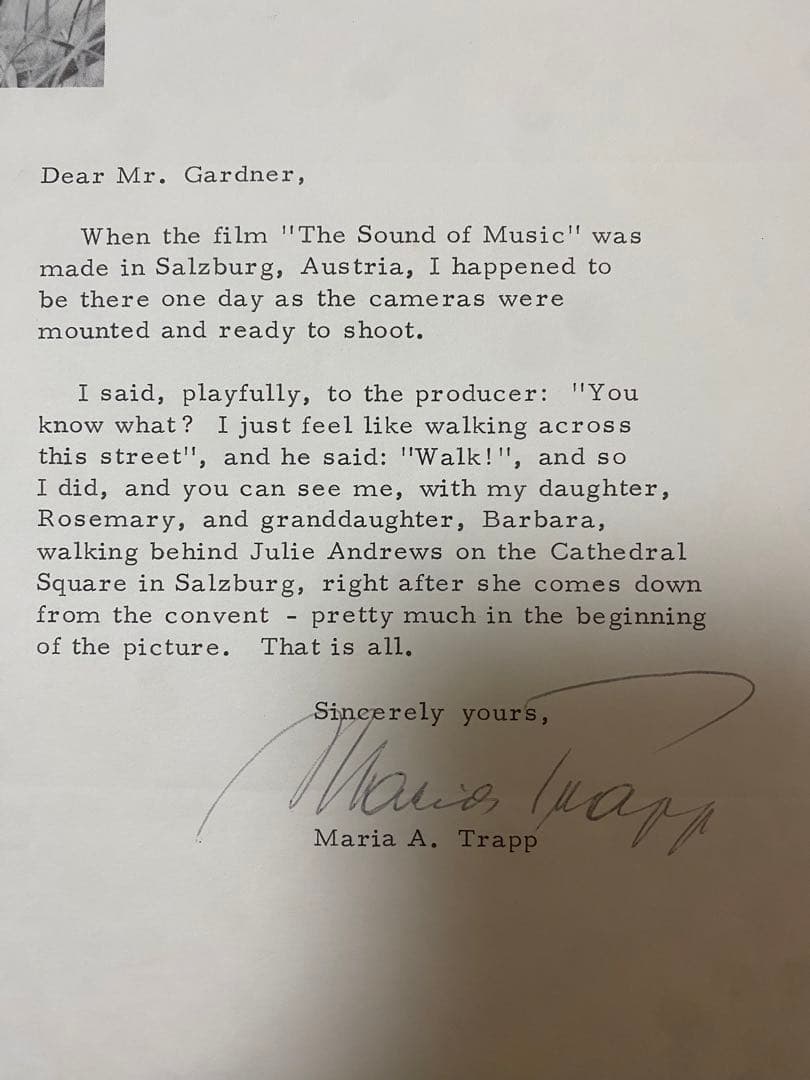 Dear Mr. Gardner,
When the film "The Sound of Music" was
made in Salzburg, Austria, I happened to
be there one day as the cameras were
mounted and ready to shoot.
I said, playfully, to the producer: "You
know what? I just feel like walking across
this street", and he said: "Walk!", and so
I did, and you can see me, with my daughter,
Rosemary, and granddaughter, Barbara,
walking behind Julie Andrews on the Cathedral
Square in Salzburg, right after she comes down
from the convent - pretty much in the beginning
of the picture. That is all.
Sincerely yours,
Maria Trapp
Maria A. Trapp